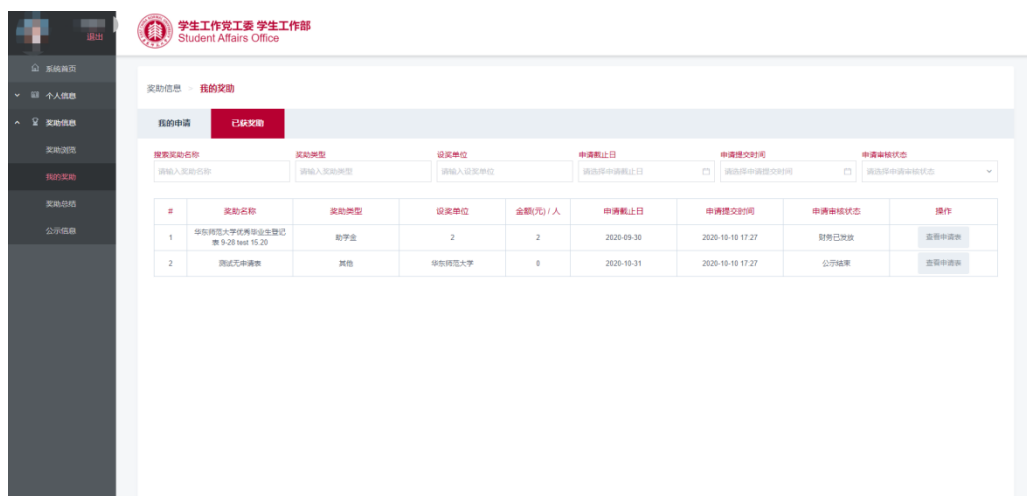 退出
学生工作党工委 学生工作部
Student Affairs Office
系统首页
个人信息
奖助信息
奖助浏览
我的奖助
奖助总结
公示信息
奖助信息 > 我的奖助
我的申请 已获奖助
搜索奖助名称 奖助类型 设奖单位 申请截止日 申请提交时间 申请审核状态
请输入奖助名称 请输入奖助类型 请输入设奖单位 请选择申请截止日 请选择申请提交时间 请选择申请审核状态
# 奖助名称 奖助类型 设奖单位 金额(元) / 人 申请截止日 申请提交时间 申请审核状态 操作
1 华东师范大学优秀毕业生登记
表 9-28 test 15.20 助学金 2 2 2020-09-30 2020-10-10 17:27 财务已发放 查看申请表
2 测试无申请表 其他 华东师范大学 0 2020-10-31 2020-10-10 17:27 公示结束 查看申请表